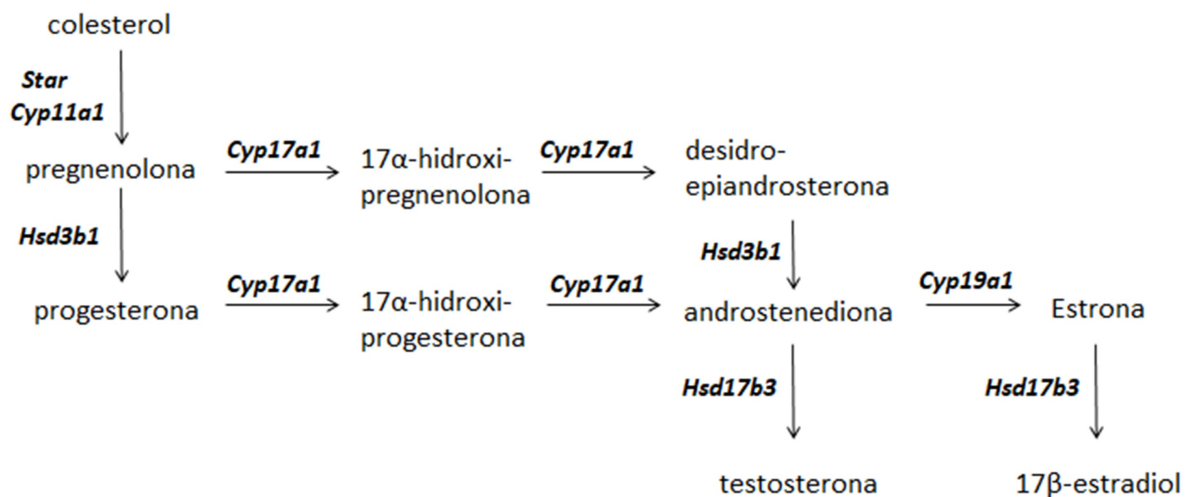 colesterol
Star
Cyp11a1
pregnenolona
Cyp17a1
17α-hidroxi-
pregnenolona
Cyp17a1
desidro-
epiandrosterona
Hsd3b1
Hsd3b1
progesterona
Cyp17a1
17α-hidroxi-
progesterona
Cyp17a1
androstenediona
Cyp19a1
Estrona
Hsd17b3
Hsd17b3
testosterona
17β-estradiol